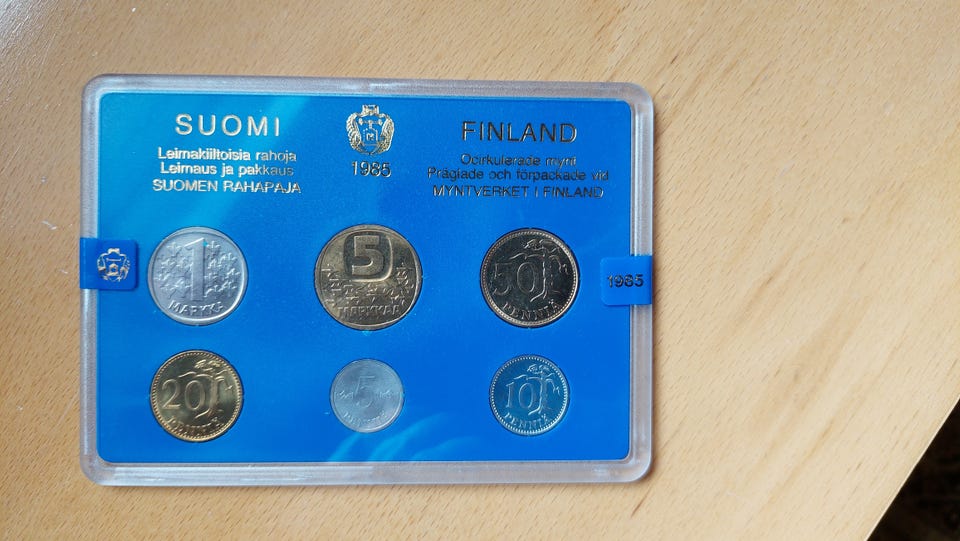 SUOMI
Leimakiiltoisia rahoja
Leimaus ja pakkaus
SUOMEN RAHAPAJA
1985
FINLAND
Ocirkulerade mynt
Präglade och förpackade vid
MYNTVERKET I FINLAND
1
MARKKA
5
MARKKAA
50
PENNIÄ
1985
20
PENNIÄ
5
PENNIÄ
10
PENNIÄ